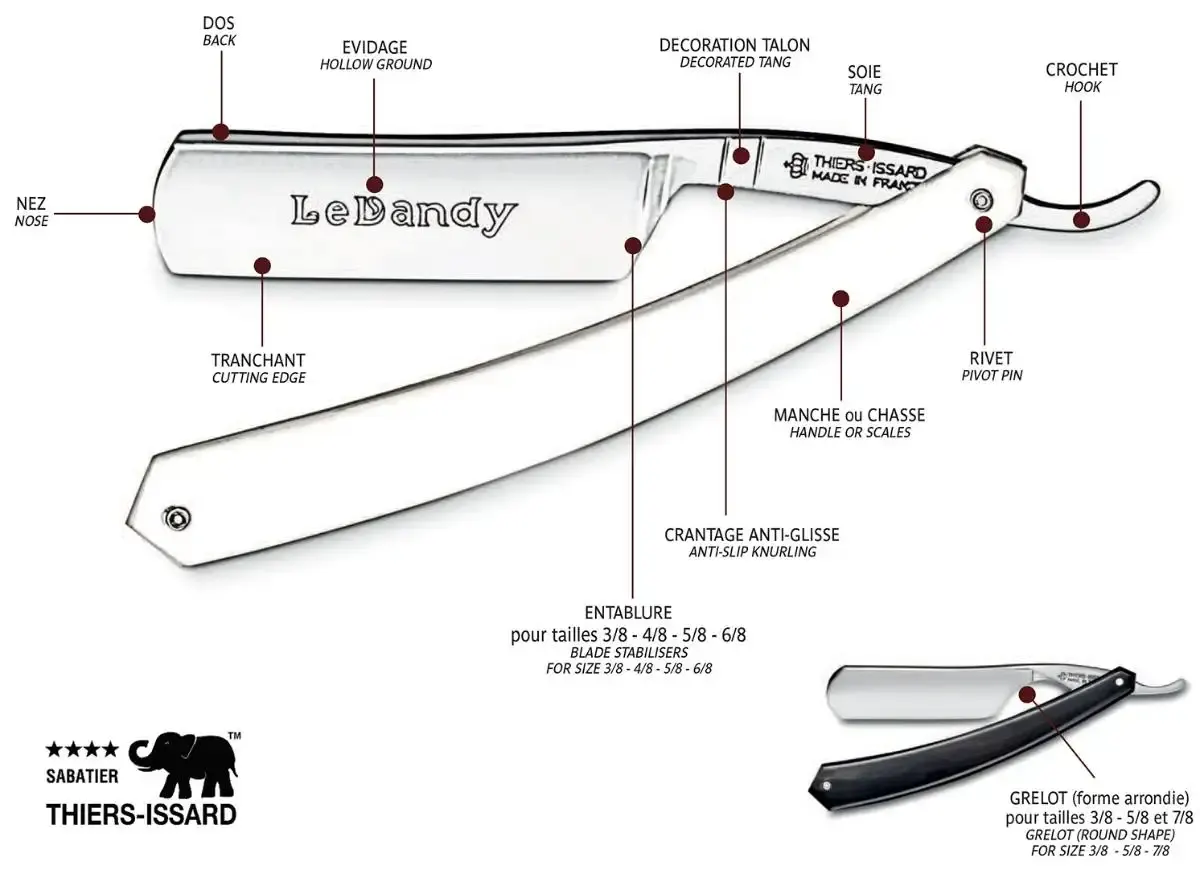 DOS
BACK
EVIDAGE
HOLLOW GROUND
DECORATION TALON
DECORATED TANG
SOIE
TANG
CROCHET
HOOK
THIERS-ISSARD
MADE IN FRANCE
NEZ
NOSE
LeDandy
TRANCHANT
CUTTING EDGE
RIVET
PIVOT PIN
MANCHE ou CHASSE
HANDLE OR SCALES
CRANTAGE ANTI-GLISSE
ANTI-SLIP KNURLING
ENTABLURE
pour tailles 3/8 - 4/8 - 5/8 - 6/8
BLADE STABILISERS
FOR SIZE 3/8 - 4/8 - 5/8 - 6/8
TM
SABATIER
THIERS-ISSARD
GRELOT (forme arrondie)
pour tailles 3/8 - 5/8 et 7/8
GRELOT (ROUND SHAPE)
FOR SIZE 3/8 - 5/8 - 7/8